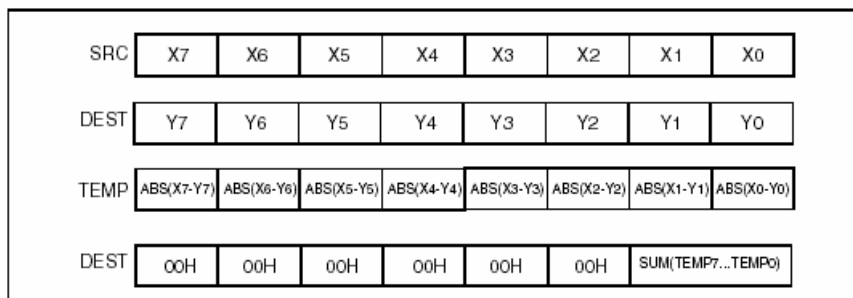 SRC X7 X6 X5 X4 X3 X2 X1 X0
DEST Y7 Y6 Y5 Y4 Y3 Y2 Y1 Y0
TEMP ABS(X7-Y7) ABS(X6-Y6) ABS(X5-Y5) ABS(X4-Y4) ABS(X3-Y3) ABS(X2-Y2) ABS(X1-Y1) ABS(X0-Y0)
DEST 00H 00H 00H 00H 00H 00H SUM(TEMP7...TEMP0)